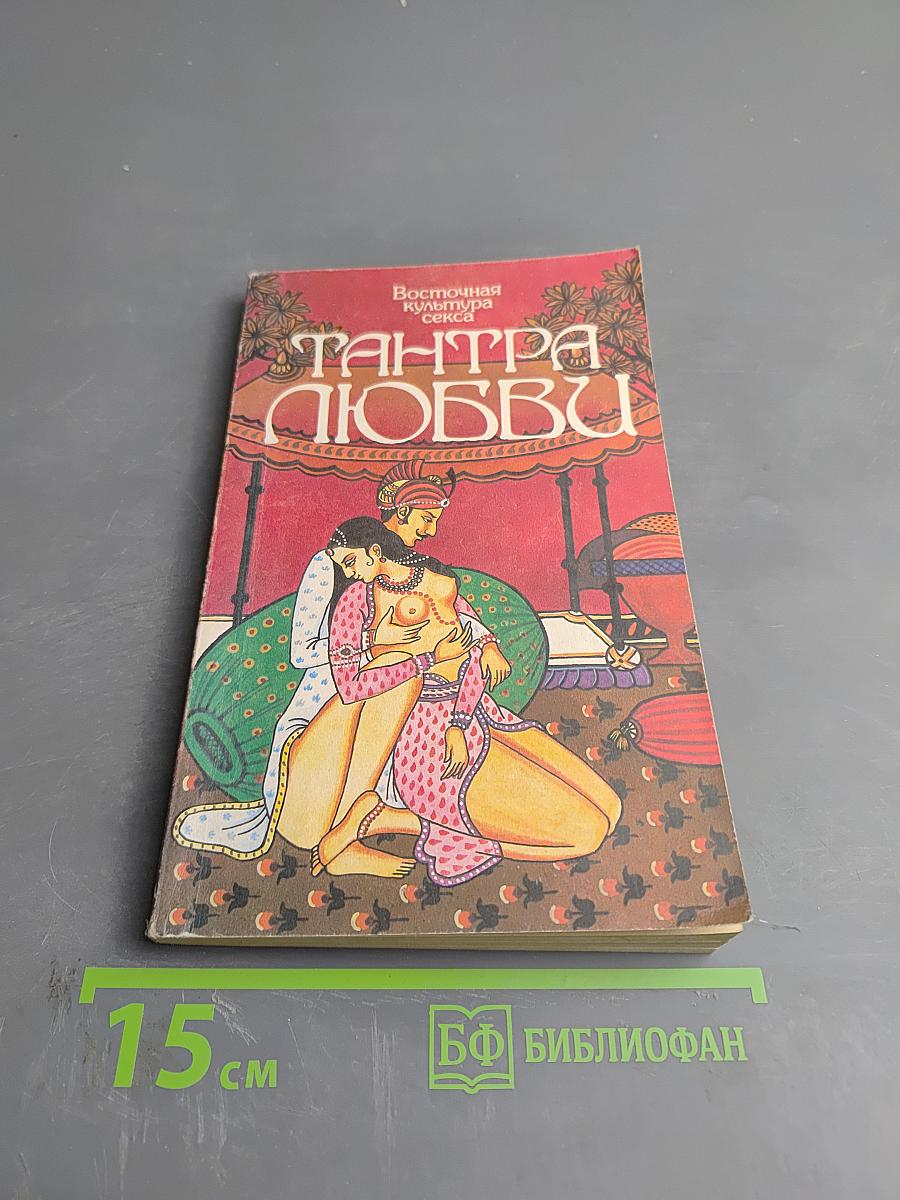 Восточная
культура
секса
ТАНТРА
ЛЮБВИ
15 см
БФ БИБЛИОФАН